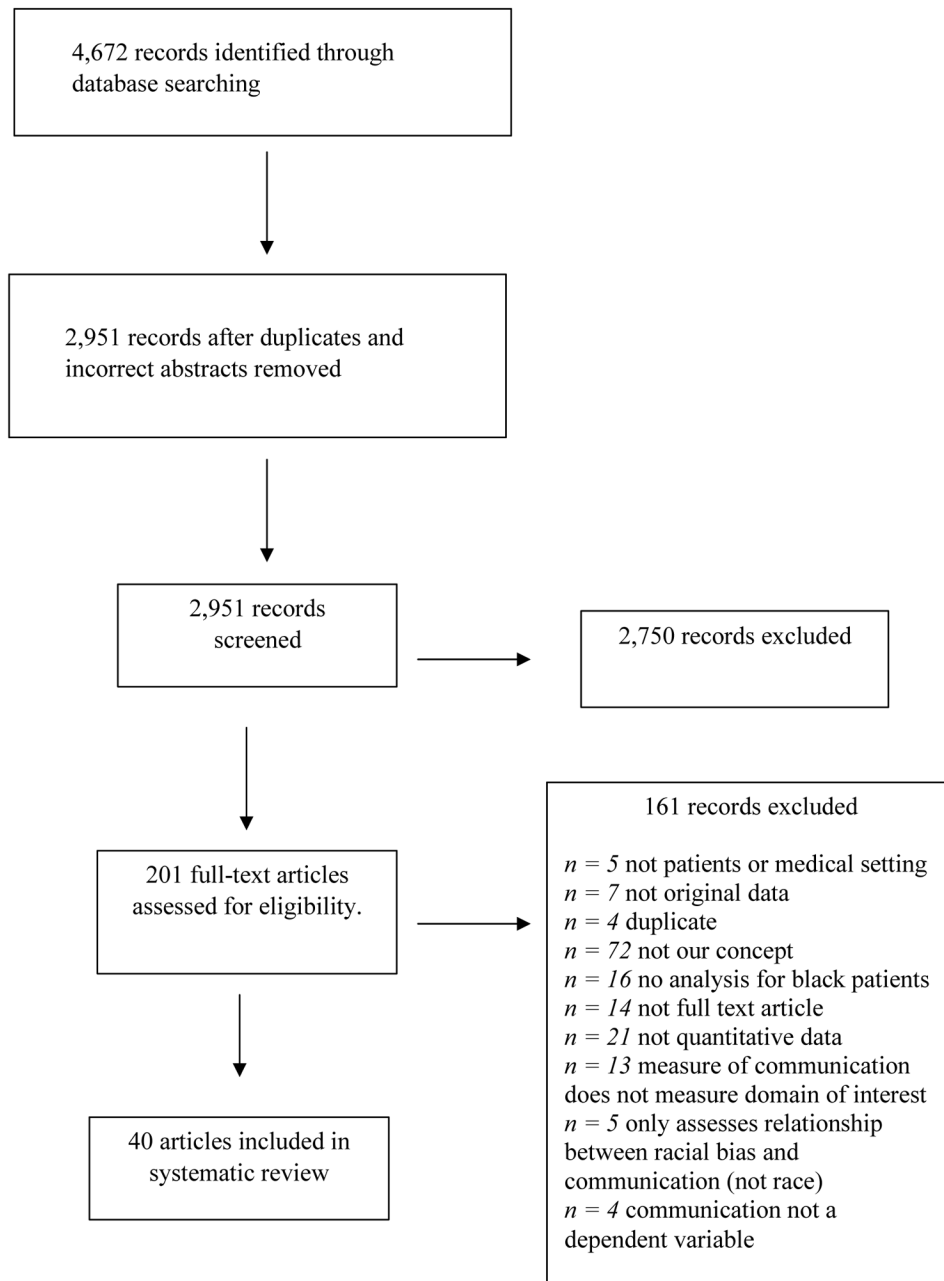 4,672 records identified through
database searching
2,951 records after duplicates and
incorrect abstracts removed
2,951 records
screened
2,750 records excluded
201 full-text articles
assessed for eligibility.
161 records excluded
n = 5 not patients or medical setting
n = 7 not original data
n = 4 duplicate
n = 72 not our concept
n = 16 no analysis for black patients
n = 14 not full text article
n = 21 not quantitative data
n = 13 measure of communication
does not measure domain of interest
n = 5 only assesses relationship
between racial bias and
communication (not race)
n = 4 communication not a
dependent variable
40 articles included in
systematic review